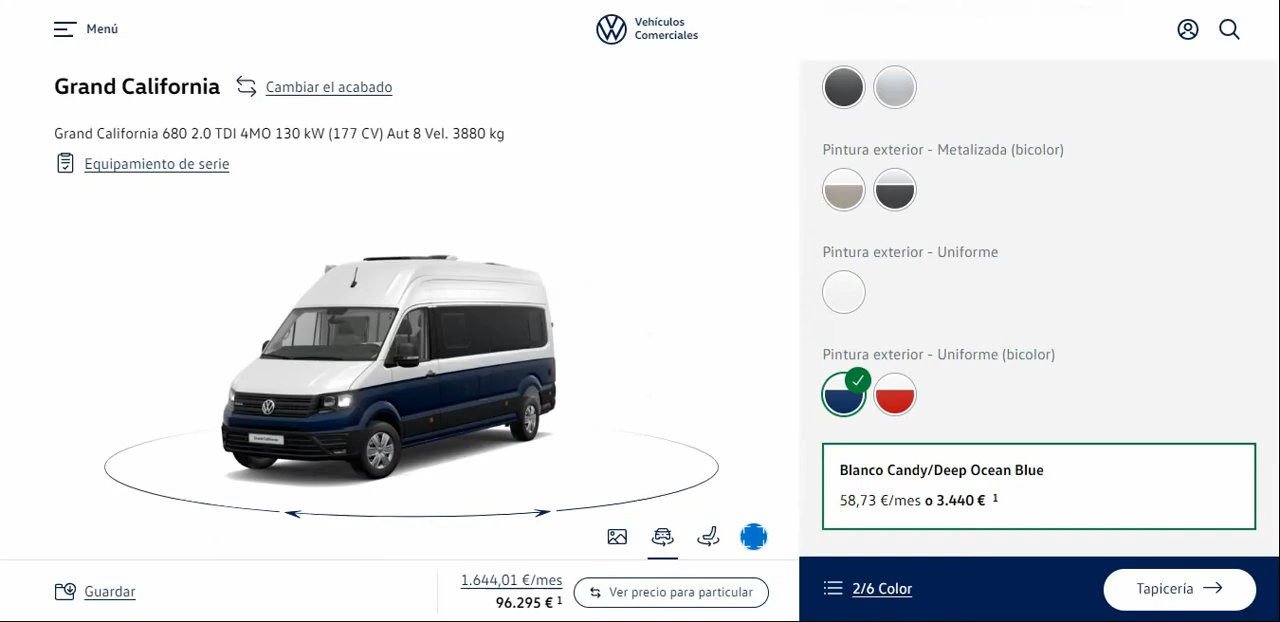 Menú
Vehículos
Comerciales
Grand California
Cambiar el acabado
Grand California 680 2.0 TDI 4MO 130 kW (177 CV) Aut 8 Vel. 3880 kg
Equipamiento de serie
Grand California
Guardar
1.644,01 €/mes
96.295 € 1
Ver precio para particular
Pintura exterior - Metalizada (bicolor)
Pintura exterior - Uniforme
Pintura exterior - Uniforme (bicolor)
Blanco Candy/Deep Ocean Blue
58,73 €/mes o 3.440 € 1
2/6 Color
Tapicería